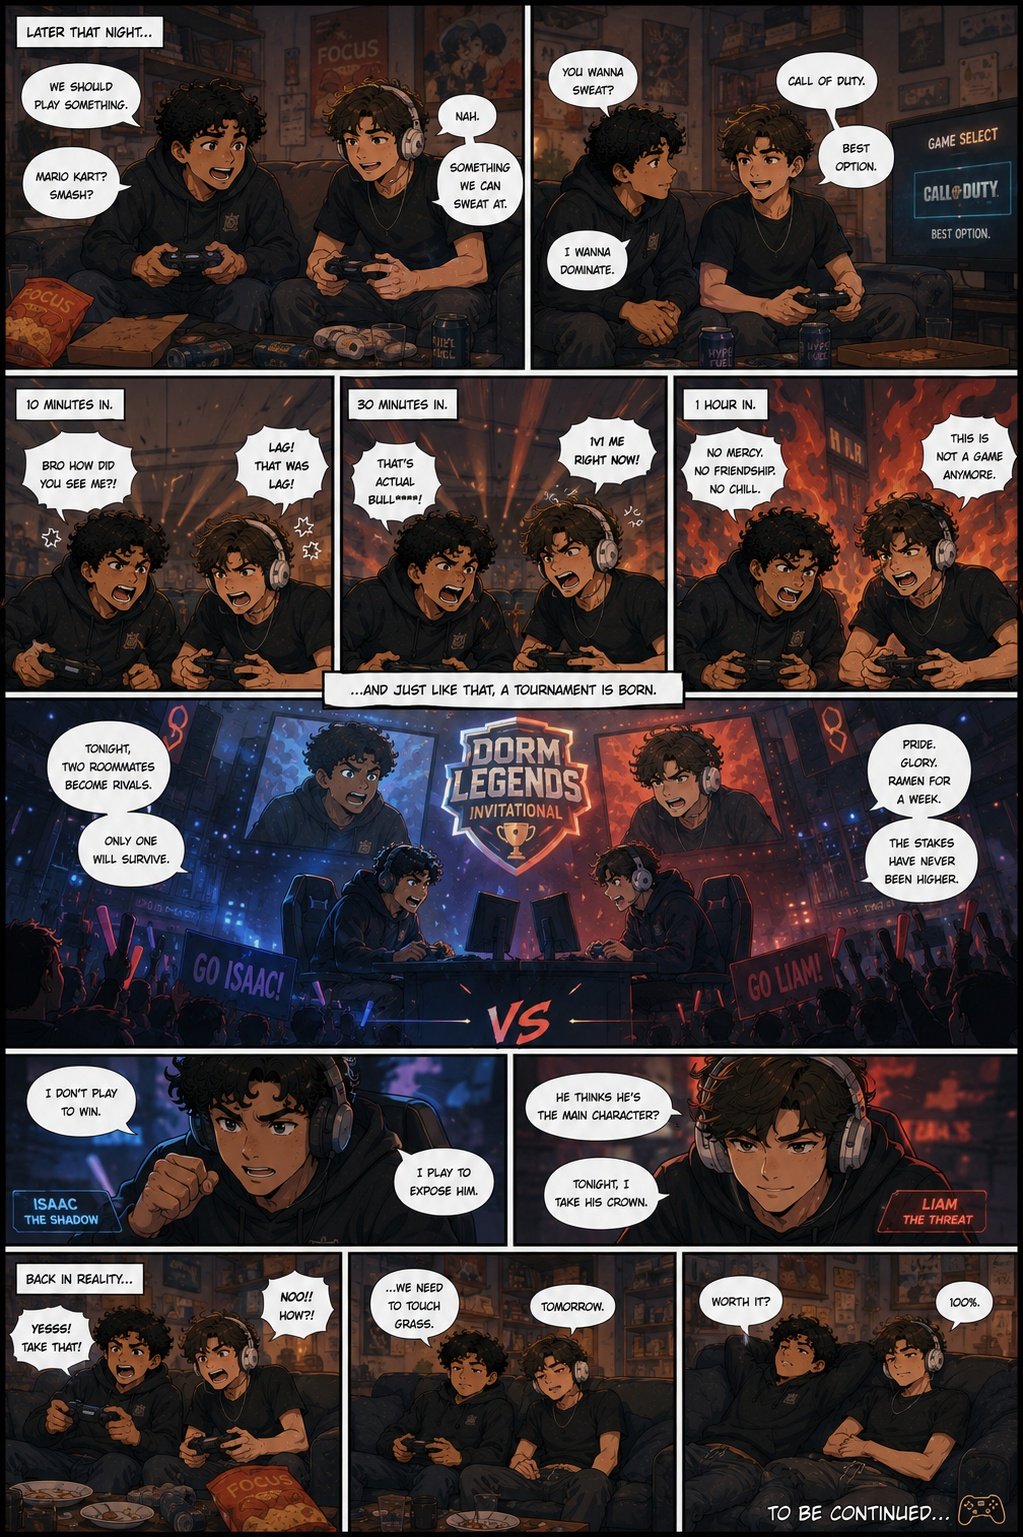 LATER THAT NIGHT...
WE SHOULD
PLAY SOMETHING.
MARIO KART?
SMASH?
NAH.
SOMETHING
WE CAN
SWEAT AT.
FOCUS
FOCUS
YOU WANNA
SWEAT?
CALL OF DUTY.
BEST
OPTION.
I WANNA
DOMINATE.
GAME SELECT
CALL OF DUTY
BEST OPTION.
HYPE
FUEL
10 MINUTES IN.
BRO HOW DID
YOU SEE ME?!
LAG!
THAT WAS
LAG!
30 MINUTES IN.
THAT'S
ACTUAL
BULL****!
1V1 ME
RIGHT NOW!
1 HOUR IN.
NO MERCY.
NO FRIENDSHIP.
NO CHILL.
THIS IS
NOT A GAME
ANYMORE.
...AND JUST LIKE THAT, A TOURNAMENT IS BORN.
TONIGHT,
TWO ROOMMATES
BECOME RIVALS.
ONLY ONE
WILL SURVIVE.
DORM
LEGENDS
INVITATIONAL
PRIDE.
GLORY.
RAMEN FOR
A WEEK.
THE STAKES
HAVE NEVER
BEEN HIGHER.
GO ISAAC!
GO LIAM!
VS
I DON'T PLAY
TO WIN.
I PLAY TO
EXPOSE HIM.
ISAAC
THE SHADOW
HE THINKS HE'S
THE MAIN CHARACTER?
TONIGHT, I
TAKE HIS CROWN.
LIAM
THE THREAT
BACK IN REALITY...
YESSS!
TAKE THAT!
NOO!!
HOW?!
FOCUS
...WE NEED
TO TOUCH
GRASS.
TOMORROW.
WORTH IT?
100%.
TO BE CONTINUED...